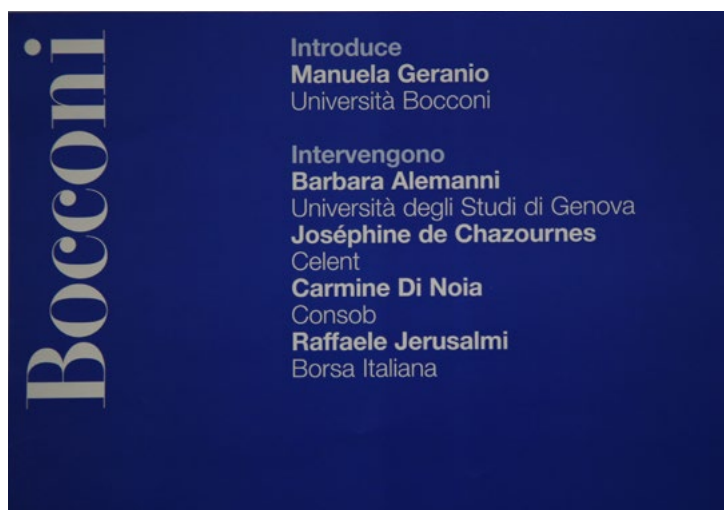 Bocconi
Introduce
Manuela Geranio
Università Bocconi
Intervengono
Barbara Alemanni
Università degli Studi di Genova
Joséphine de Chazournes
Celent
Carmine Di Noia
Consob
Raffaele Jerusalmi
Borsa Italiana